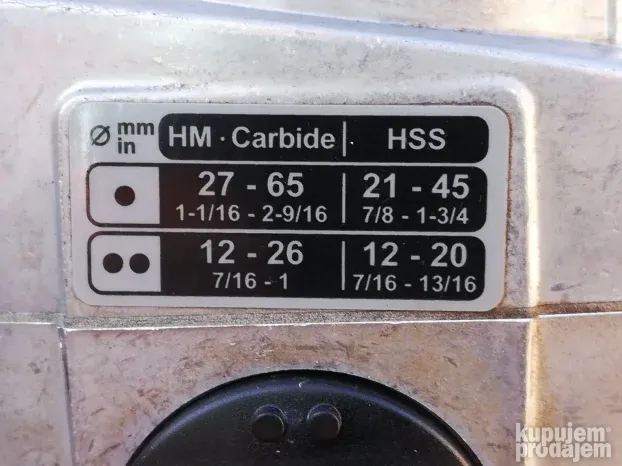 ø mm HM · Carbide HSS
in
27 - 65 21 - 45
1-1/16 - 2-9/16 7/8 - 1-3/4
12 - 26 12 - 20
7/16 - 1 7/16 - 13/16
kupujem
prodajem